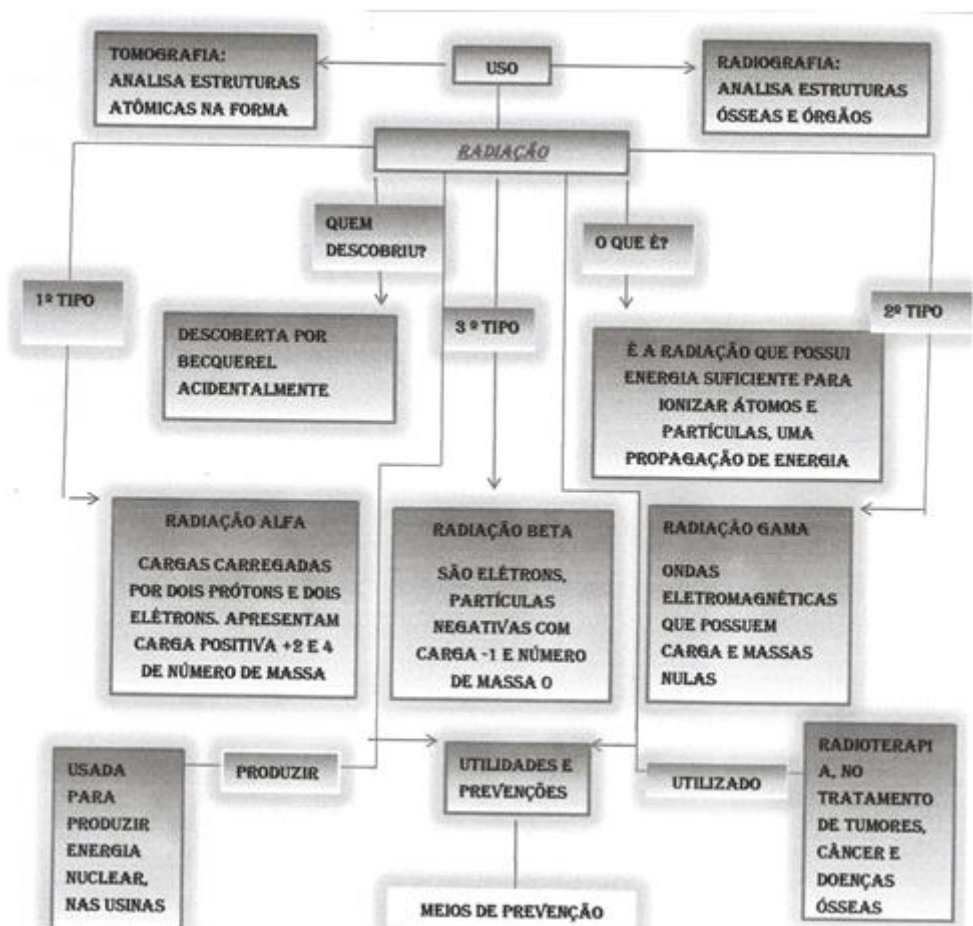 TOMOGRAFIA:
ANALISA ESTRUTURAS
ATÔMICAS NA FORMA
USO
RADIOGRAFIA:
ANALISA ESTRUTURAS
ÓSSEAS E ÓRGÃOS
RADIAÇÃO
QUEM
DESCOBRIU?
O QUE É?
1º TIPO
3 º TIPO
2º TIPO
DESCOBERTA POR
BECQUEREL
ACIDENTALMENTE
É A RADIAÇÃO QUE POSSUI
ENERGIA SUFICIENTE PARA
IONIZAR ÁTOMOS E
PARTÍCULAS, UMA
PROPAGAÇÃO DE ENERGIA
RADIAÇÃO ALFA
CARGAS CARREGADAS
POR DOIS PRÓTONS E DOIS
ELÉTRONS. APRESENTAM
CARGA POSITIVA +2 E 4
DE NÚMERO DE MASSA
RADIAÇÃO BETA
SÃO ELÉTRONS,
PARTÍCULAS
NEGATIVAS COM
CARGA -1 E NÚMERO
DE MASSA 0
RADIAÇÃO GAMA
ONDAS
ELETROMAGNÉTICAS
QUE POSSUEM
CARGA E MASSAS
NULAS
USADA
PARA
PRODUZIR
ENERGIA
NUCLEAR,
NAS USINAS
PRODUZIR
UTILIDADES E
PREVENÇÕES
UTILIZADO
RADIOTERAPI
A, NO
TRATAMENTO
DE TUMORES,
CÂNCER E
DOENÇAS
ÓSSEAS
MEIOS DE PREVENÇÃO